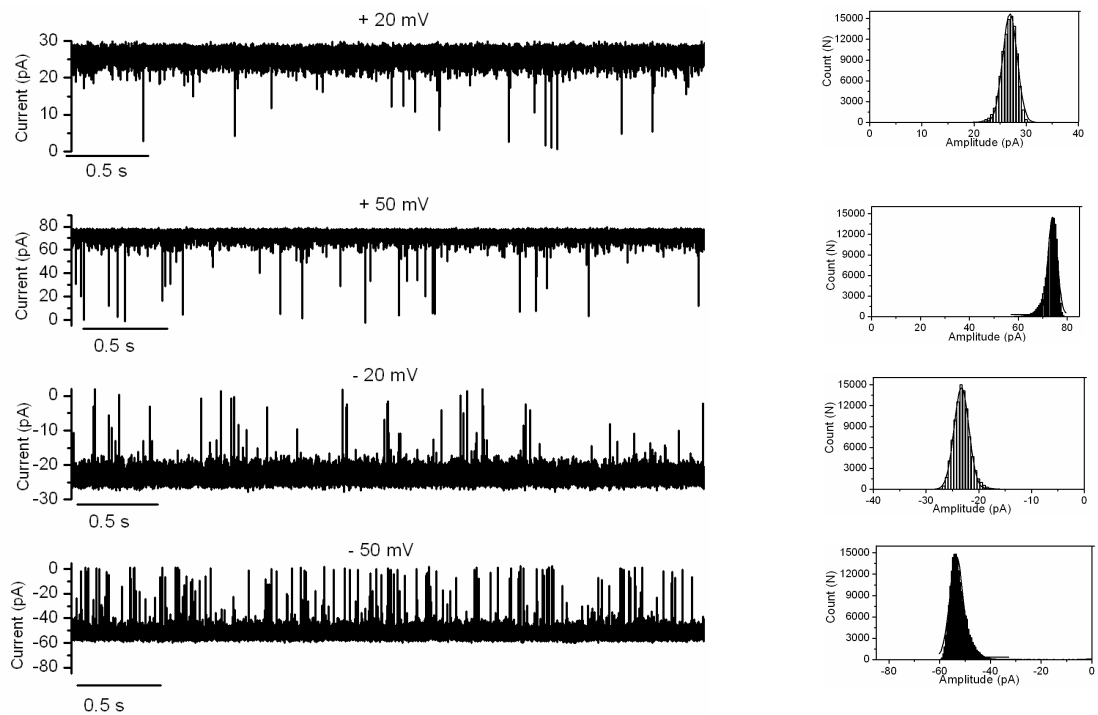 + 20 mV
30
20
10
0
Current (pA)
0.5 s
15000
12000
9000
6000
3000
0
Count (N)
0 10 20 30 40
Amplitude (pA)
+ 50 mV
80
60
40
20
0
Current (pA)
0.5 s
15000
12000
9000
6000
3000
0
Count (N)
0 20 40 60 80
Amplitude (pA)
- 20 mV
0
-10
-20
-30
Current (pA)
0.5 s
15000
12000
9000
6000
3000
0
Count (N)
-40 -30 -20 -10 0
Amplitude (pA)
- 50 mV
0
-20
-40
-60
-80
Current (pA)
0.5 s
15000
12000
9000
6000
3000
0
Count (N)
-80 -60 -40 -20 0
Amplitude (pA)